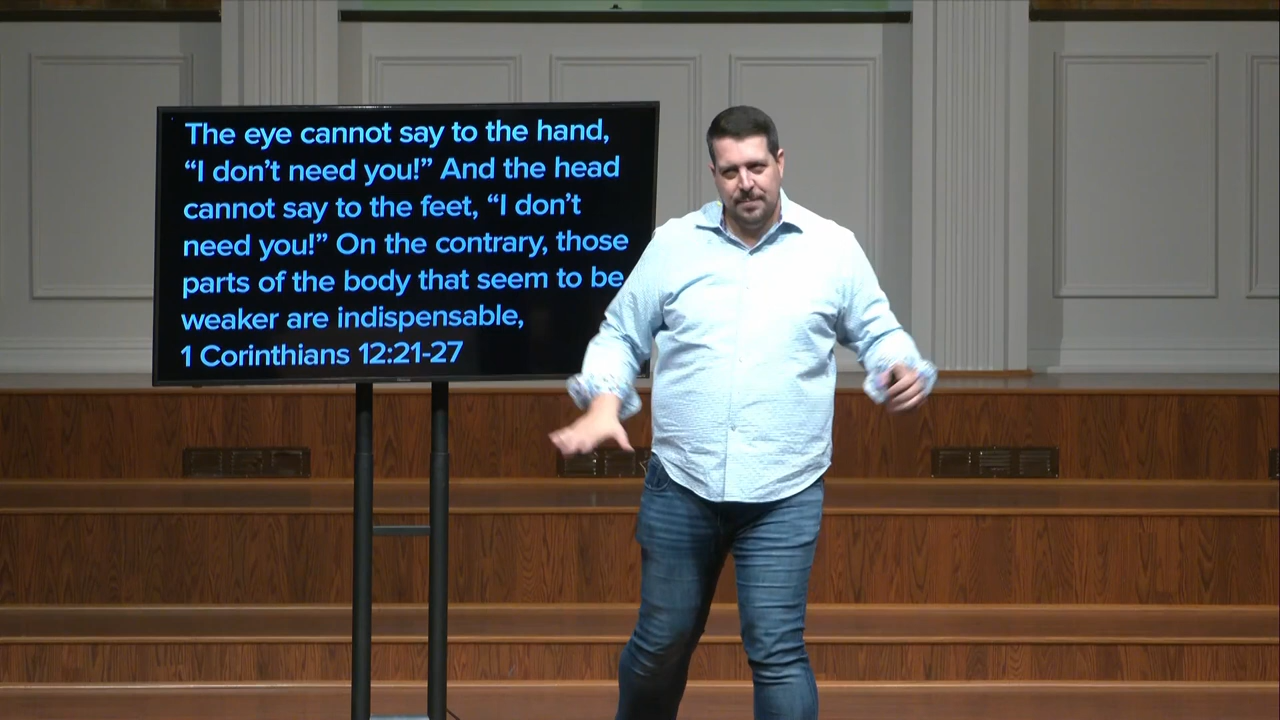 The eye cannot say to the hand,
“I don’t need you!” And the head
cannot say to the feet, “I don’t
need you!” On the contrary, those
parts of the body that seem to be
weaker are indispensable,
1 Corinthians 12:21-27